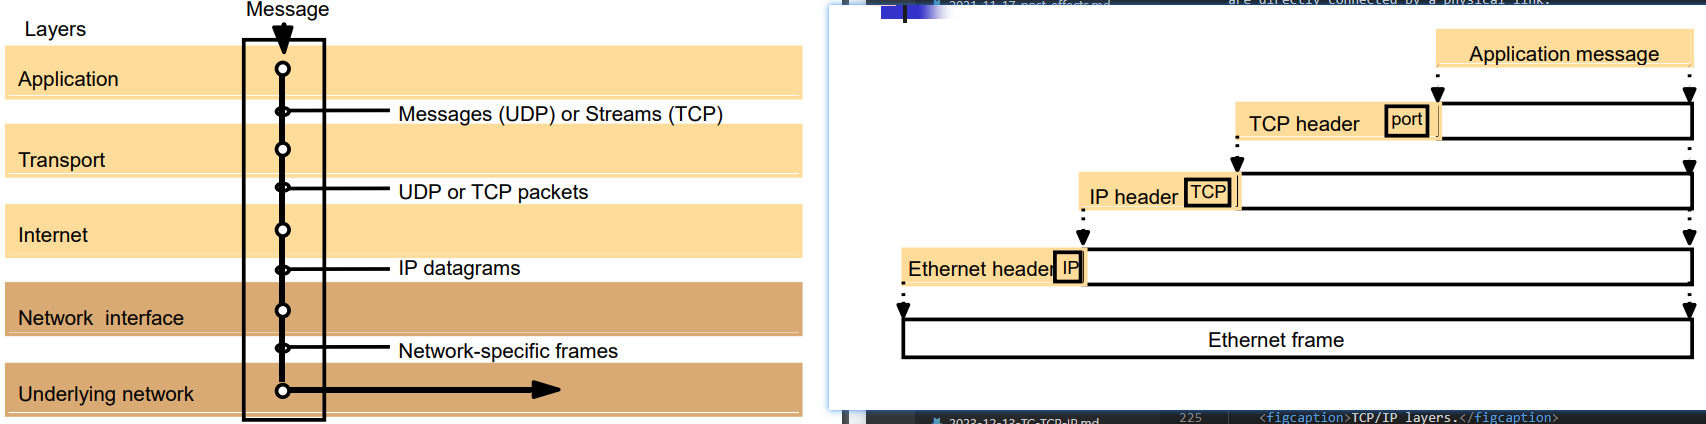 Message
Layers
Application
Messages (UDP) or Streams (TCP)
Transport
UDP or TCP packets
Internet
IP datagrams
Network interface
Network-specific frames
Underlying network
are directly connected by a physical link.
Application message
TCP header port
IP header TCP
Ethernet header IP
Ethernet frame
225 <figcaption>TCP/IP layers.</figcaption>
2023-12-13-TC-TCP-IP.md